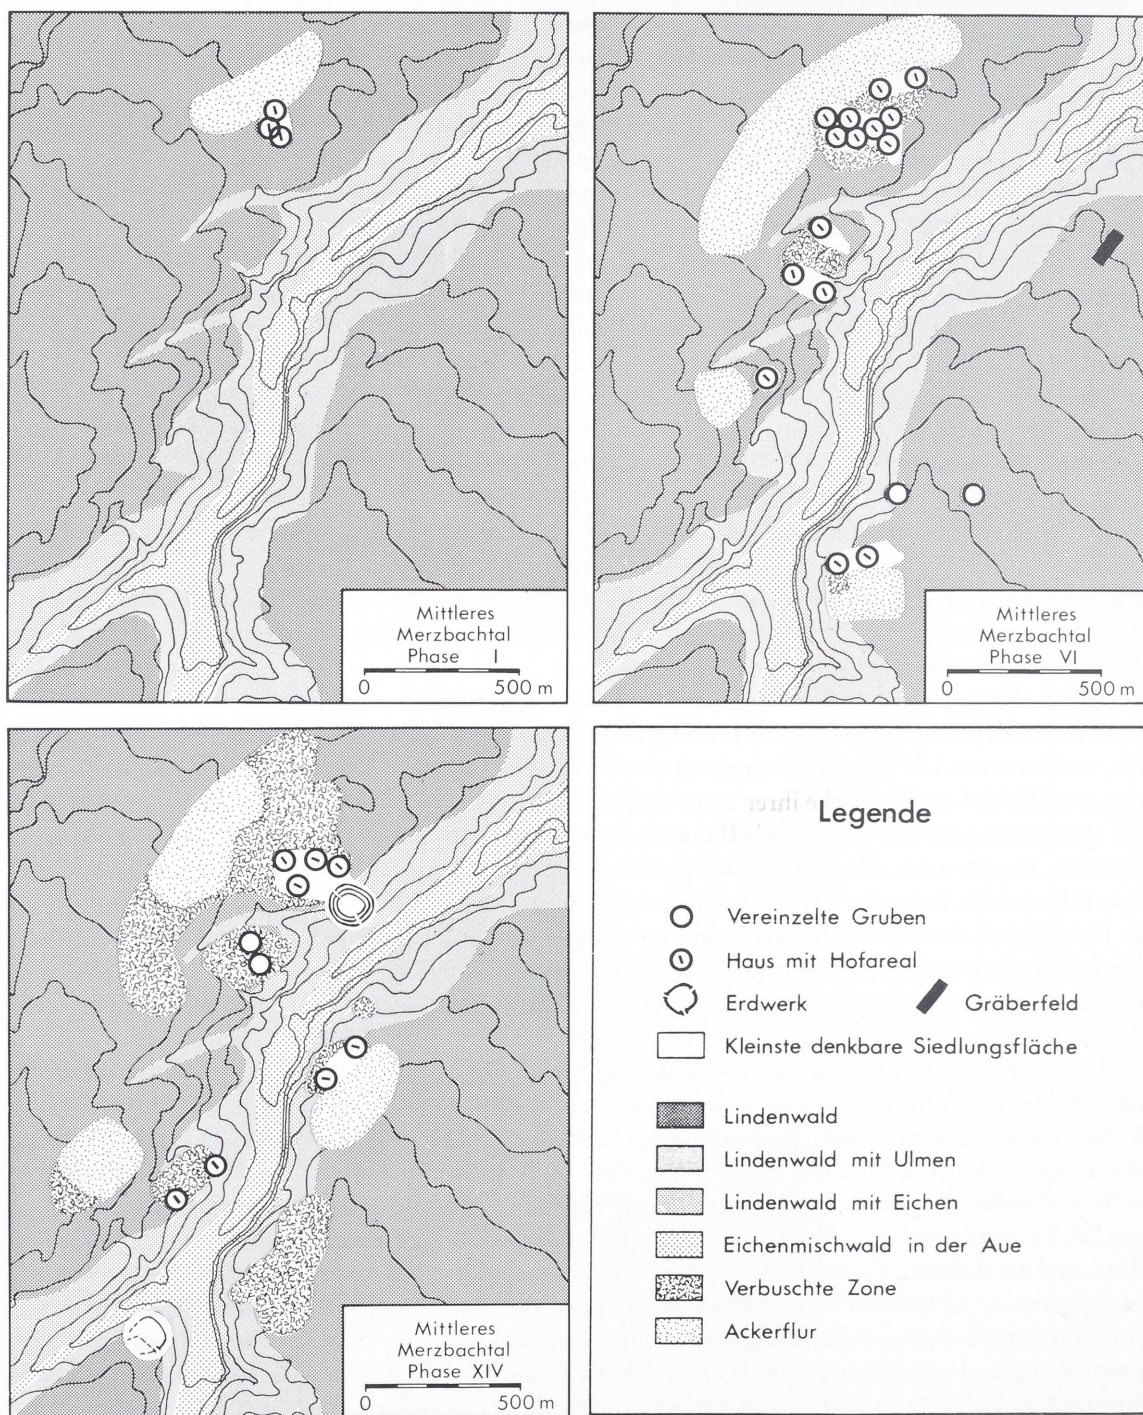 Mittleres
Merzbachtal
Phase I
0 500 m
Mittleres
Merzbachtal
Phase VI
0 500 m
Mittleres
Merzbachtal
Phase XIV
0 500 m
Legende
Vereinzelte Gruben
Haus mit Hofareal
Erdwerk Gräberfeld
Kleinste denkbare Siedlungsfläche
Lindenwald
Lindenwald mit Ulmen
Lindenwald mit Eichen
Eichenmischwald in der Aue
Verbuschte Zone
Ackerflur